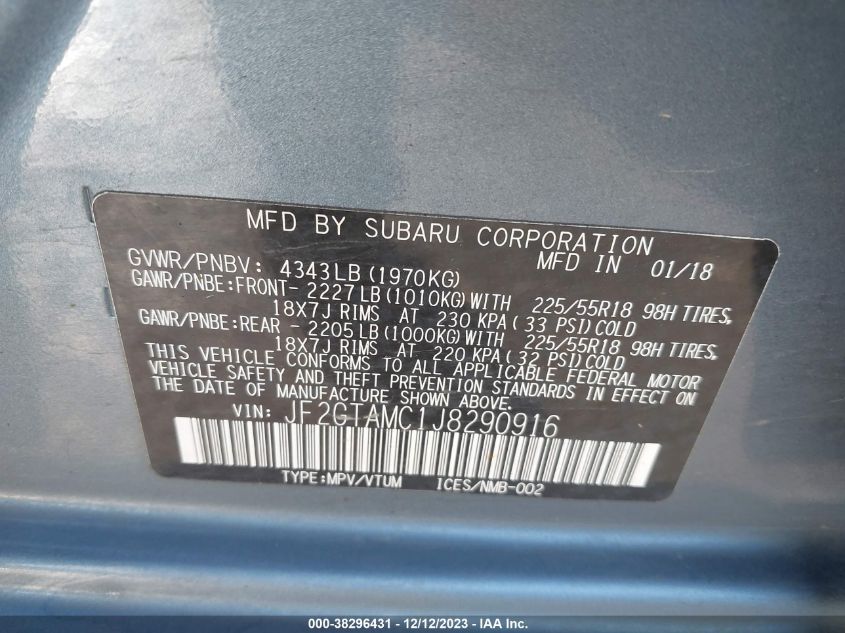 MFD BY SUBARU CORPORATION
MFD IN 01/18
GVWR/PNBV: 4343LB(1970KG)
GAWR/PNBE:FRONT- 2227LB(1010KG)WITH 225/55R18 98H TIRES,
18X7J RIMS AT 230 KPA( 33 PSI)COLD
GAWR/PNBE:REAR - 2205LB(1000KG)WITH 225/55R18 98H TIRES,
18X7J RIMS AT 220 KPA( 32 PSI)COLD
THIS VEHICLE CONFORMS TO ALL APPLICABLE FEDERAL MOTOR
VEHICLE SAFETY AND THEFT PREVENTION STANDARDS IN EFFECT ON
THE DATE OF MANUFACTURE SHOWN ABOVE.
VIN: JF2GTAMC1J8290916
TYPE:MPV/VTUM ICES/NMB-002
000-38296431 - 12/12/2023 - IAA Inc.